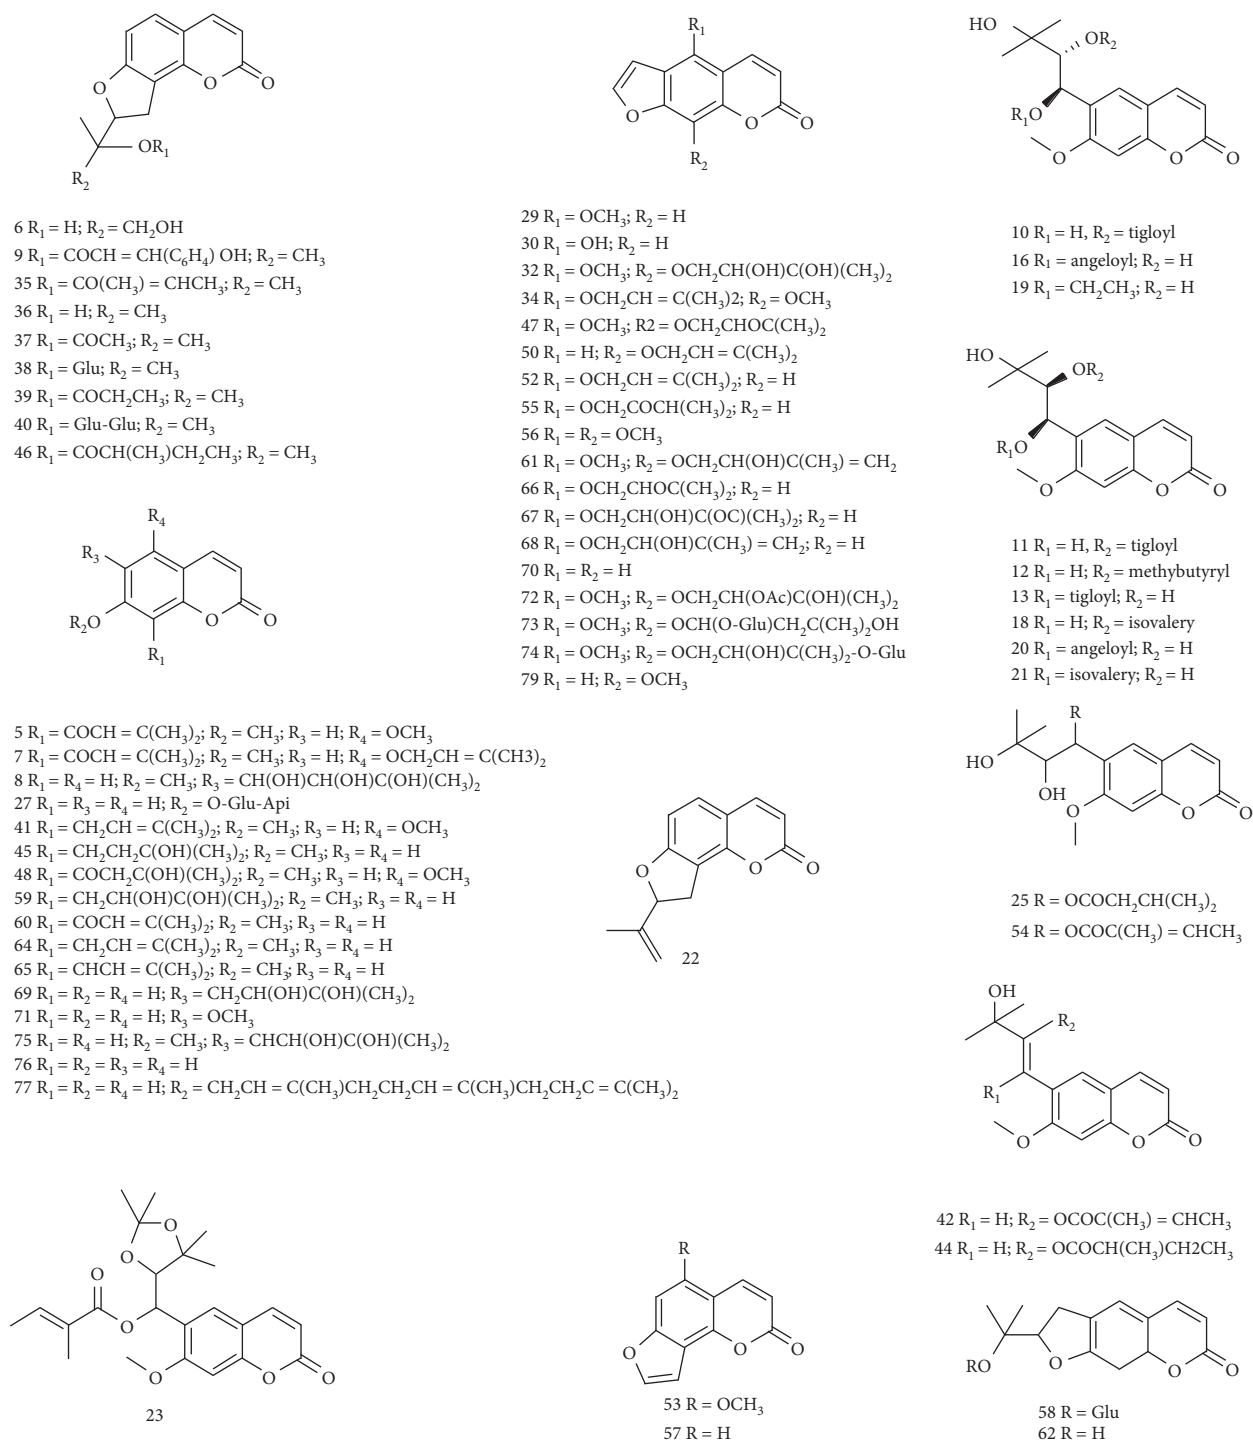 O
O
O
OR₁
R₂
6 R₁ = H; R₂ = CH₂OH
9 R₁ = COCH = CH(C₆H₄) OH; R₂ = CH₃
35 R₁ = CO(CH₃) = CHCH₃; R₂ = CH₃
36 R₁ = H; R₂ = CH₃
37 R₁ = COCH₃; R₂ = CH₃
38 R₁ = Glu; R₂ = CH₃
39 R₁ = COCH₂CH₃; R₂ = CH₃
40 R₁ = Glu-Glu; R₂ = CH₃
46 R₁ = COCH(CH₃)CH₂CH₃; R₂ = CH₃
R₄
R₃
R₂O
O
O
R₁
5 R₁ = COCH = C(CH₃)₂; R₂ = CH₃; R₃ = H; R₄ = OCH₃
7 R₁ = COCH = C(CH₃)₂; R₂ = CH₃; R₃ = H; R₄ = OCH₂CH = C(CH3)₂
8 R₁ = R₄ = H; R₂ = CH₃; R₃ = CH(OH)CH(OH)C(OH)(CH₃)₂
27 R₁ = R₃ = R₄ = H; R₂ = O-Glu-Api
41 R₁ = CH₂CH = C(CH₃)₂; R₂ = CH₃; R₃ = H; R₄ = OCH₃
45 R₁ = CH₂CH₂C(OH)(CH₃)₂; R₂ = CH₃; R₃ = R₄ = H
48 R₁ = COCH₂C(OH)(CH₃)₂; R₂ = CH₃; R₃ = H; R₄ = OCH₃
59 R₁ = CH₂CH(OH)C(OH)(CH₃)₂; R₂ = CH₃; R₃ = R₄ = H
60 R₁ = COCH = C(CH₃)₂; R₂ = CH₃; R₃ = R₄ = H
64 R₁ = CH₂CH = C(CH₃)₂; R₂ = CH₃; R₃ = R₄ = H
65 R₁ = CHCH = C(CH₃)₂; R₂ = CH₃; R₃ = R₄ = H
69 R₁ = R₂ = R₄ = H; R₃ = CH₂CH(OH)C(OH)(CH₃)₂
71 R₁ = R₂ = R₄ = H; R₃ = OCH₃
75 R₁ = R₄ = H; R₂ = CH₃; R₃ = CHCH(OH)C(OH)(CH₃)₂
76 R₁ = R₂ = R₃ = R₄ = H
77 R₁ = R₂ = R₄ = H; R₂ = CH₂CH = C(CH₃)CH₂CH₂CH = C(CH₃)CH₂CH₂C = C(CH₃)₂
O
O
O
O
O
O
O
23
R₁
O
O
O
R₂
29 R₁ = OCH₃; R₂ = H
30 R₁ = OH; R₂ = H
32 R₁ = OCH₃; R₂ = OCH₂CH(OH)C(OH)(CH₃)₂
34 R₁ = OCH₂CH = C(CH₃)2; R₂ = OCH₃
47 R₁ = OCH₃; R2 = OCH₂CHOC(CH₃)₂
50 R₁ = H; R₂ = OCH₂CH = C(CH₃)₂
52 R₁ = OCH₂CH = C(CH₃)₂; R₂ = H
55 R₁ = OCH₂COCH(CH₃)₂; R₂ = H
56 R₁ = R₂ = OCH₃
61 R₁ = OCH₃; R₂ = OCH₂CH(OH)C(CH₃) = CH₂
66 R₁ = OCH₂CHOC(CH₃)₂; R₂ = H
67 R₁ = OCH₂CH(OH)C(OC)(CH₃)₂; R₂ = H
68 R₁ = OCH₂CH(OH)C(CH₃) = CH₂; R₂ = H
70 R₁ = R₂ = H
72 R₁ = OCH₃; R₂ = OCH₂CH(OAc)C(OH)(CH₃)₂
73 R₁ = OCH₃; R₂ = OCH(O-Glu)CH₂C(CH₃)₂OH
74 R₁ = OCH₃; R₂ = OCH₂CH(OH)C(CH₃)₂-O-Glu
79 R₁ = H; R₂ = OCH₃
O
O
O
22
R
O
O
O
53 R = OCH₃
57 R = H
HO
OR₂
R₁O
O
O
O
10 R₁ = H, R₂ = tigloyl
16 R₁ = angeloyl; R₂ = H
19 R₁ = CH₂CH₃; R₂ = H
HO
OR₂
R₁O
O
O
O
11 R₁ = H, R₂ = tigloyl
12 R₁ = H; R₂ = methybutyryl
13 R₁ = tigloyl; R₂ = H
18 R₁ = H; R₂ = isovalery
20 R₁ = angeloyl; R₂ = H
21 R₁ = isovalery; R₂ = H
R
HO
OH
O
O
O
25 R = OCOCH₂CH(CH₃)₂
54 R = OCOC(CH₃) = CHCH₃
OH
R₂
R₁
O
O
O
42 R₁ = H; R₂ = OCOC(CH₃) = CHCH₃
44 R₁ = H; R₂ = OCOCH(CH₃)CH2CH₃
RO
O
O
O
58 R = Glu
62 R = H